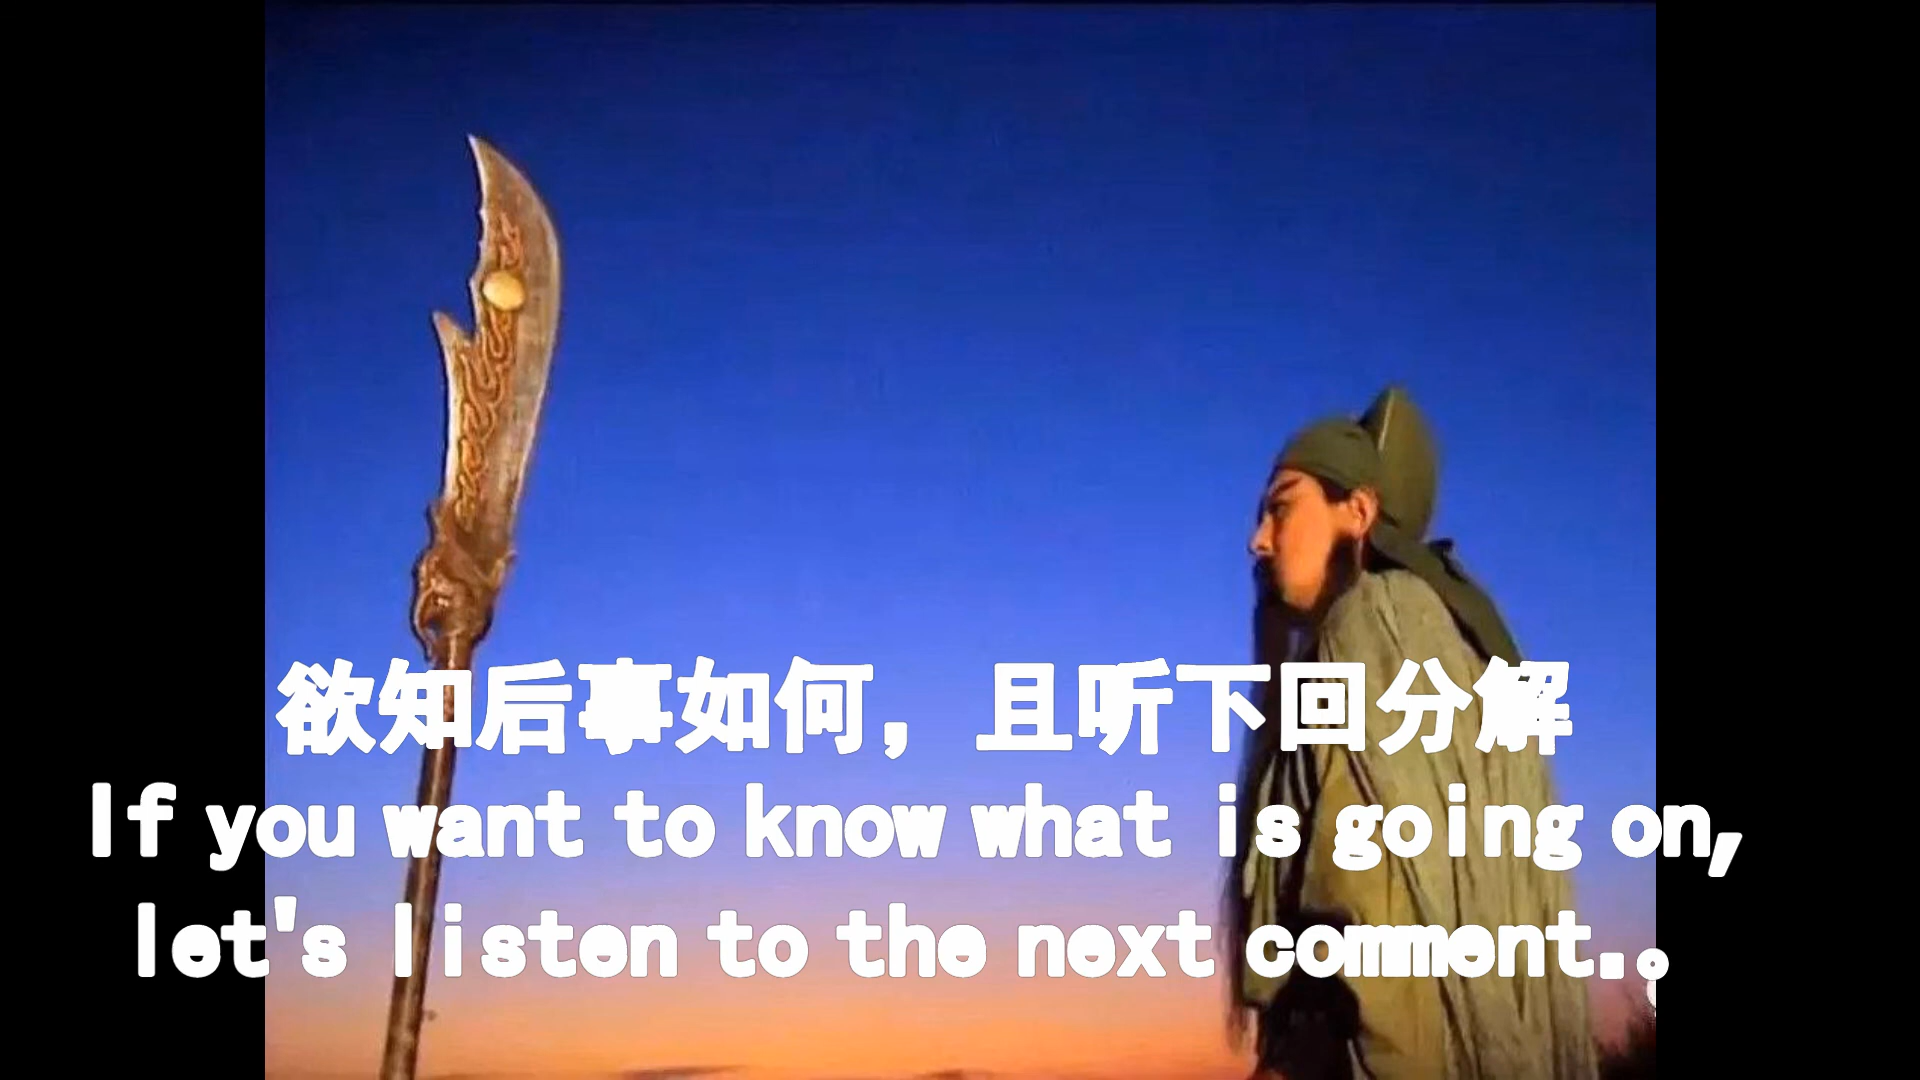 欲知后事如何，且听下回分解
If you want to know what is going on,
let's listen to the next comment.。